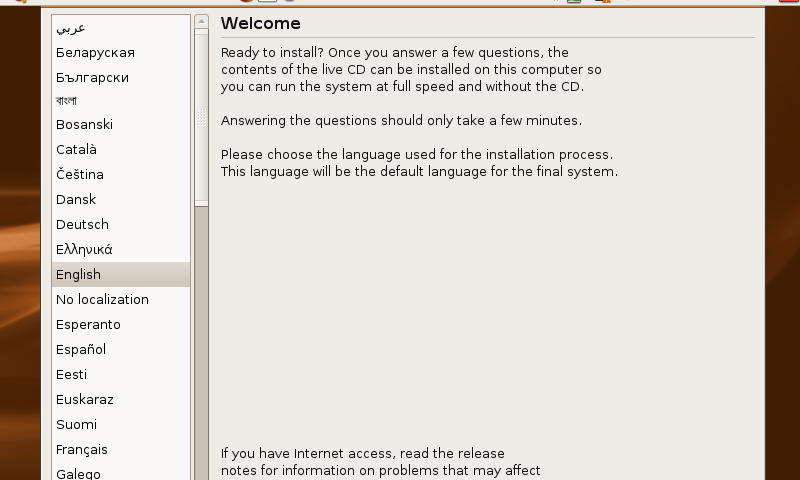 عربي
Беларуская
Български
বাংলা
Bosanski
Català
Čeština
Dansk
Deutsch
Ελληνικά
English
No localization
Esperanto
Español
Eesti
Euskaraz
Suomi
Français
Galego
Welcome
Ready to install? Once you answer a few questions, the
contents of the live CD can be installed on this computer so
you can run the system at full speed and without the CD.
Answering the questions should only take a few minutes.
Please choose the language used for the installation process.
This language will be the default language for the final system.
If you have Internet access, read the release
notes for information on problems that may affect